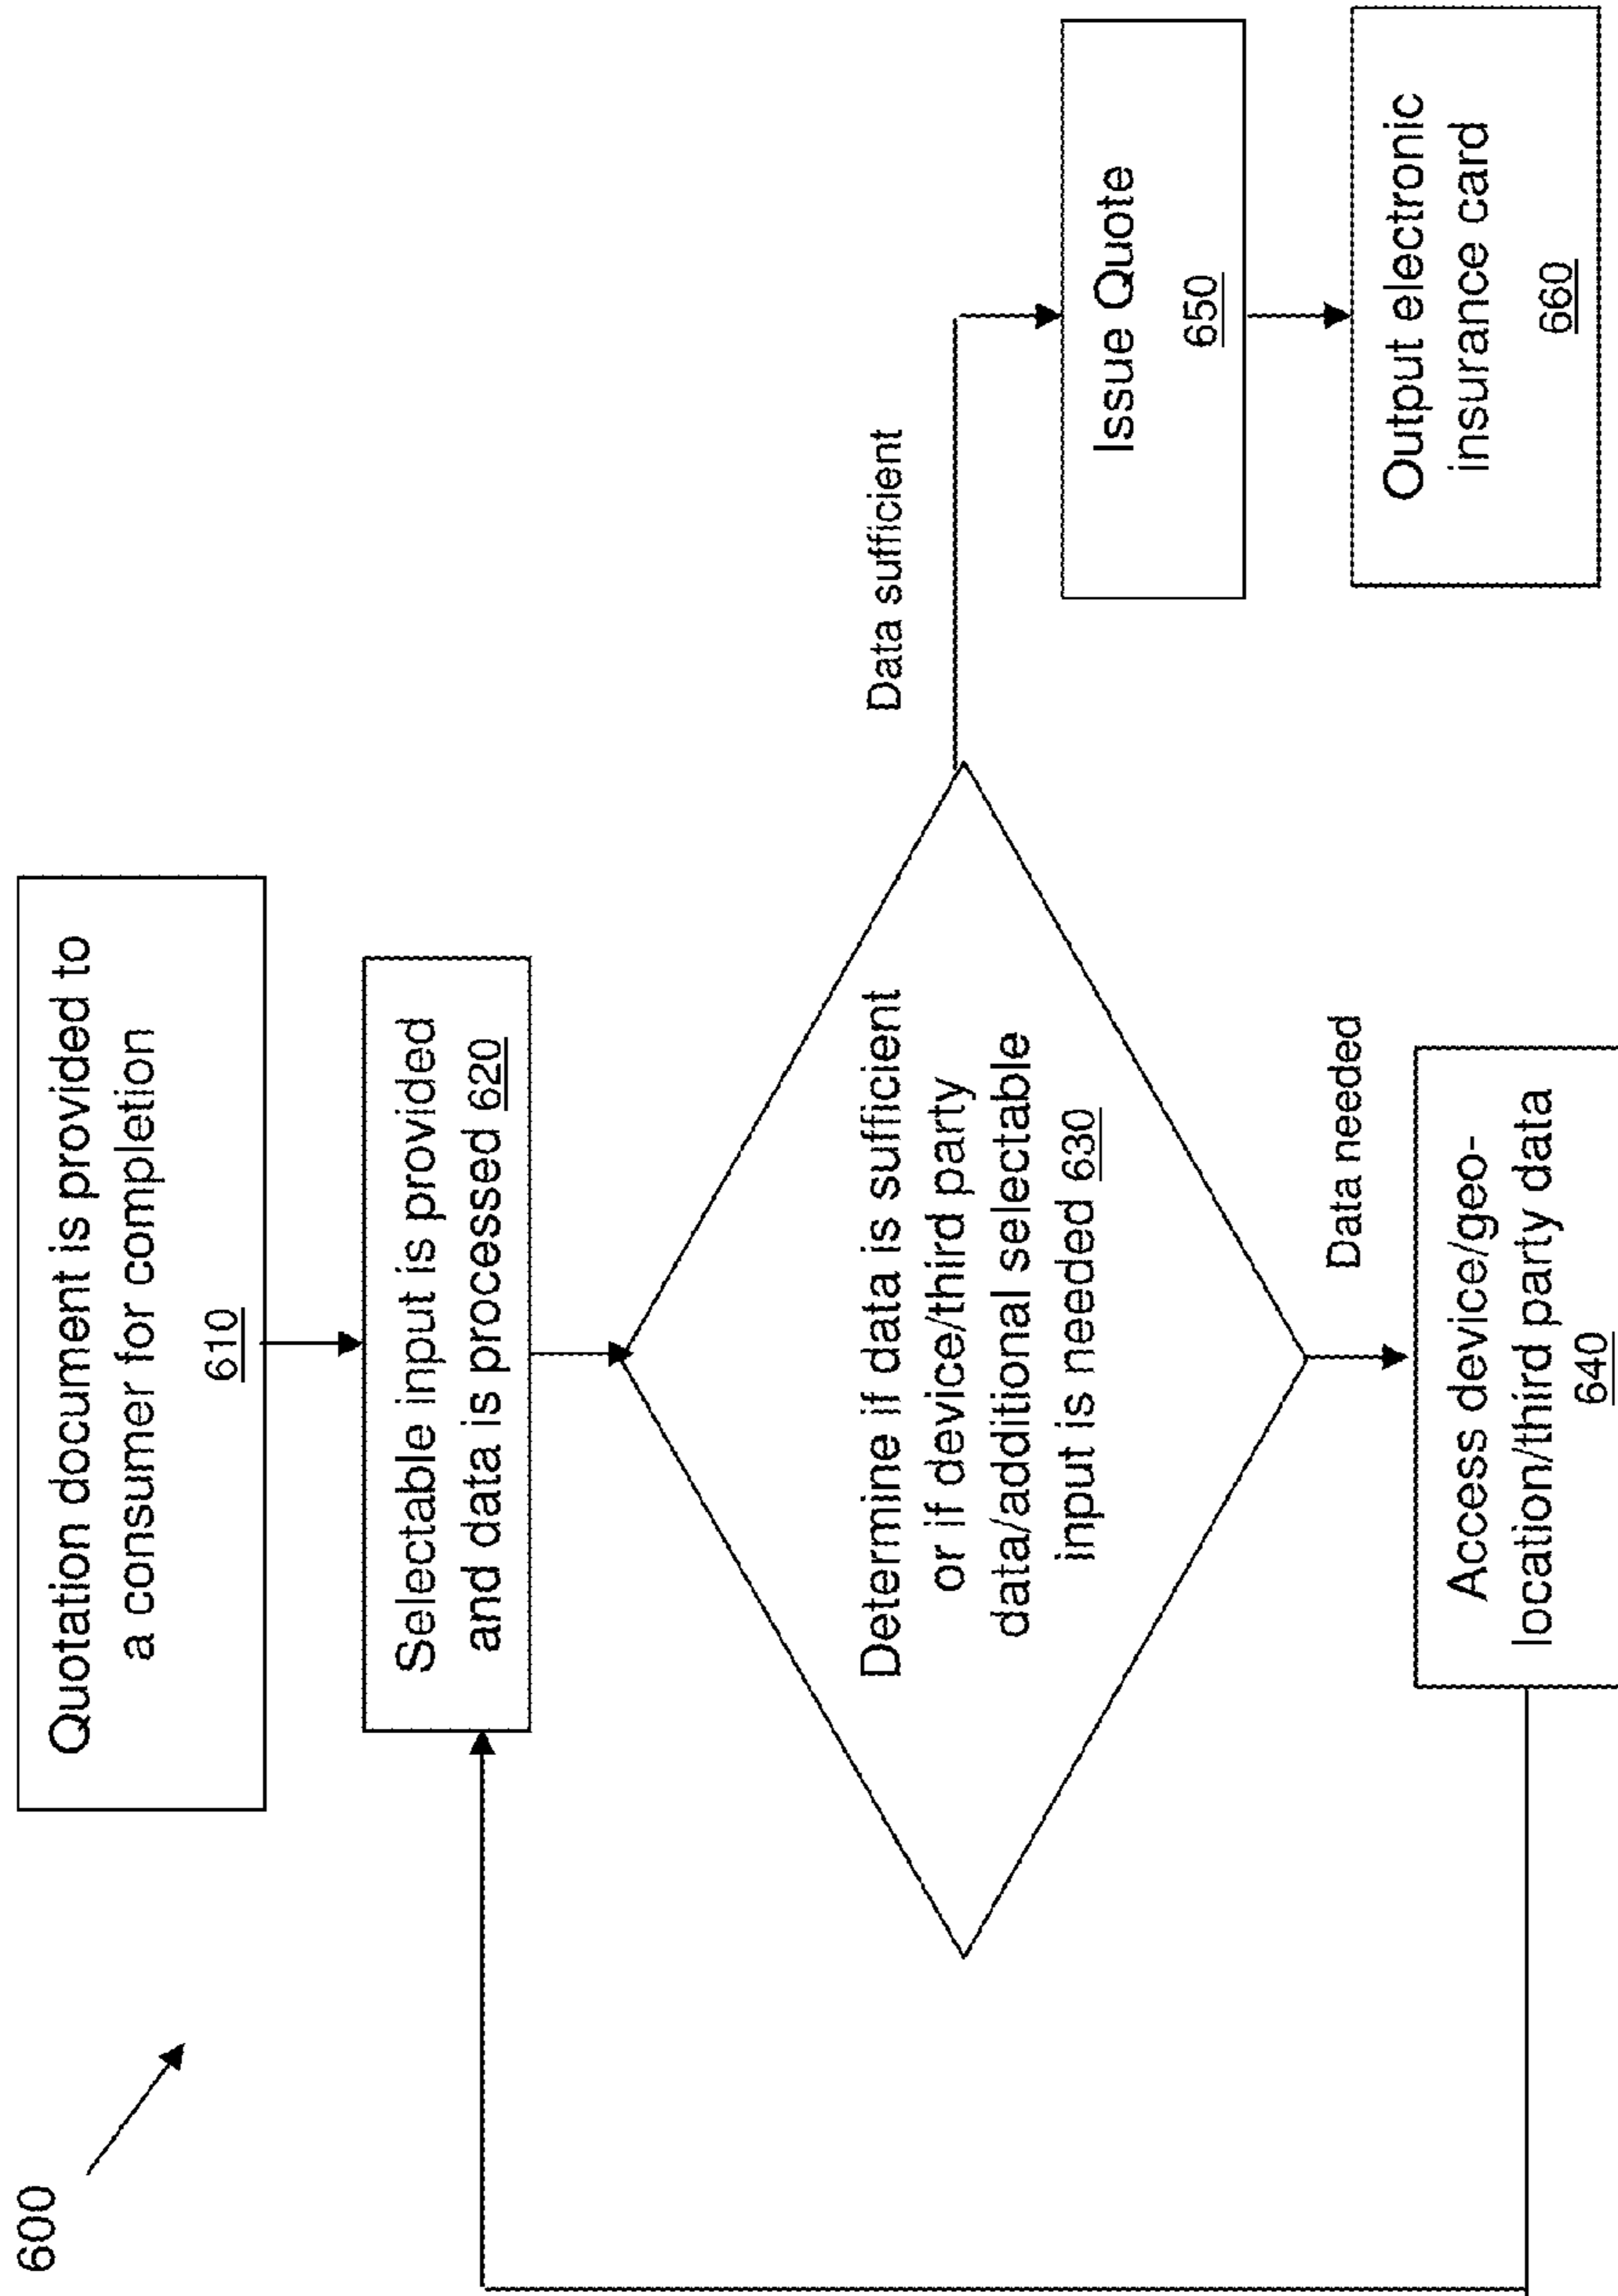 600
Quotation document is provided to
a consumer for completion
610
Selectable input is provided
and data is processed 620
Determine if data is sufficient
or if device/third party
data/additional selectable
input is needed 630
Data sufficient
Issue Quote
650
Output electronic
insurance card
660
Data needed
Access device/geo-
location/third party data
640